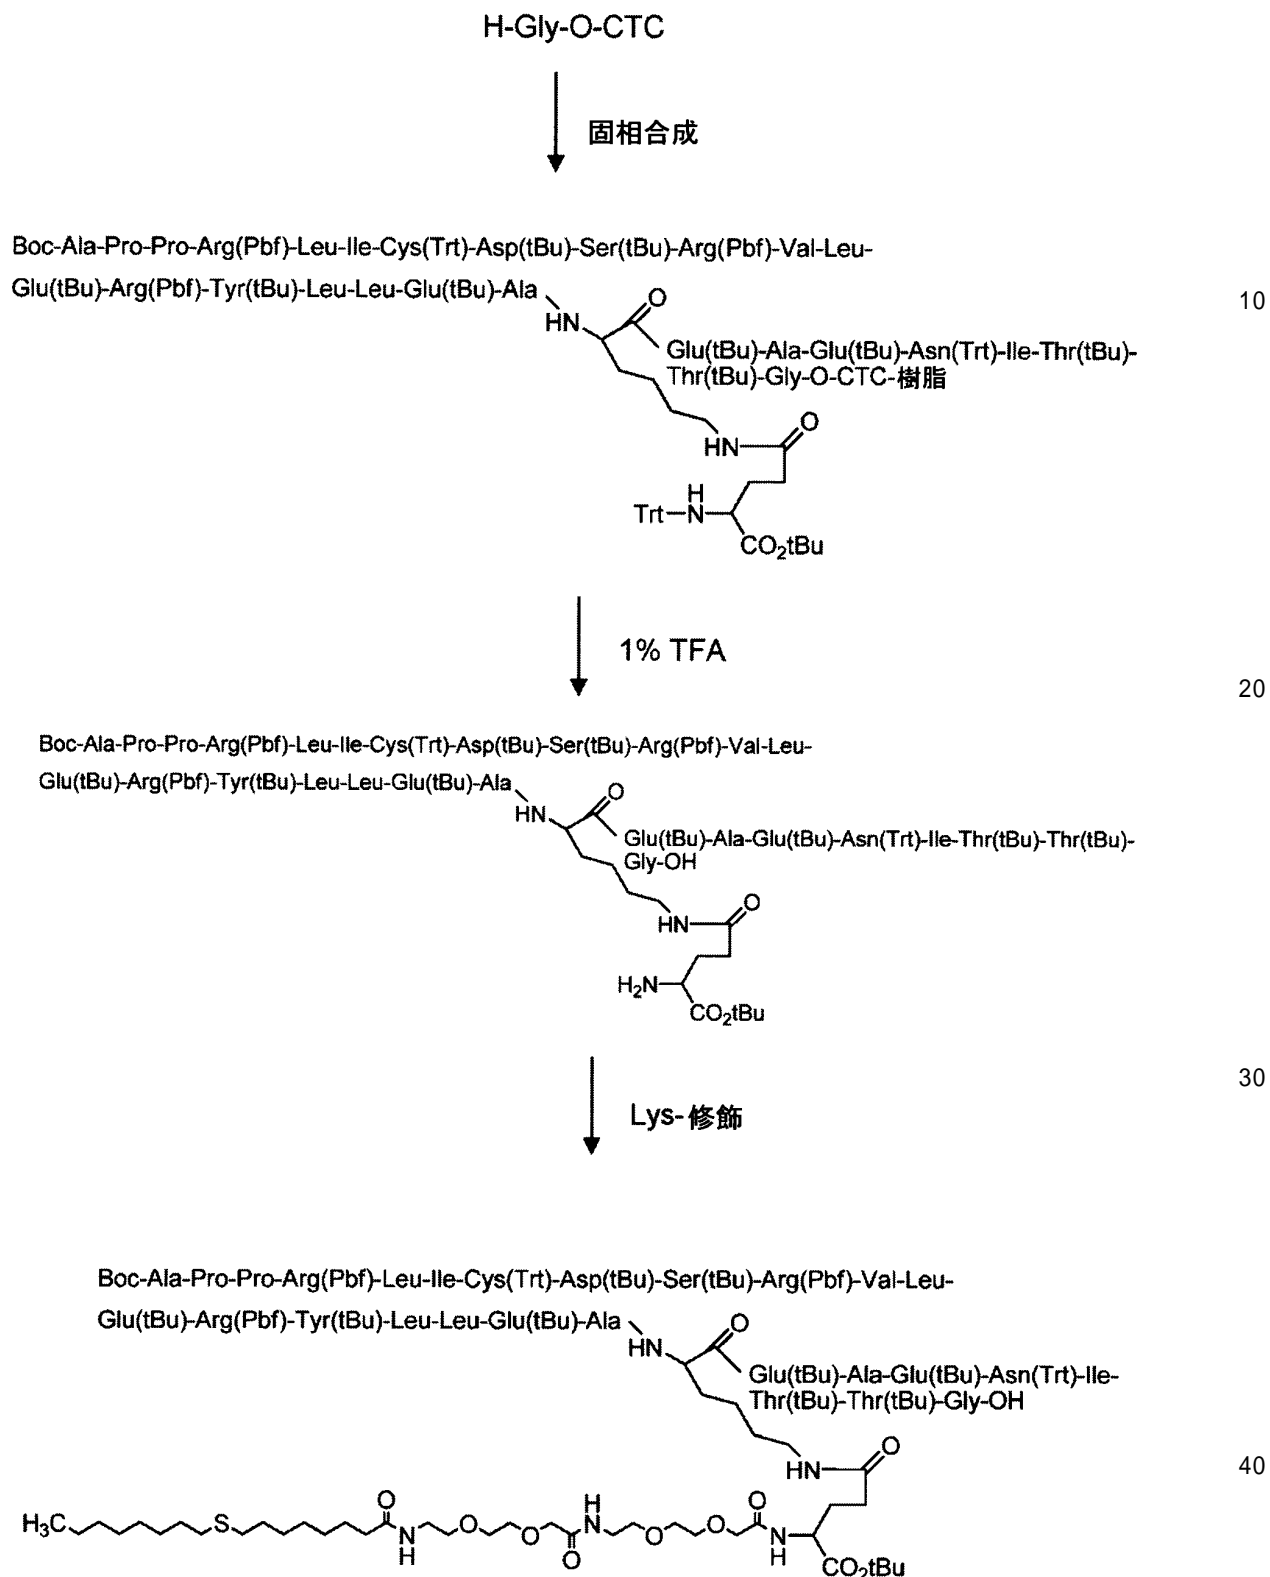 H-Gly-O-CTC
固相合成
Boc-Ala-Pro-Pro-Arg(Pbf)-Leu-Ile-Cys(Trt)-Asp(tBu)-Ser(tBu)-Arg(Pbf)-Val-Leu-
Glu(tBu)-Arg(Pbf)-Tyr(tBu)-Leu-Leu-Glu(tBu)-Ala
10
O
HN
Glu(tBu)-Ala-Glu(tBu)-Asn(Trt)-Ile-Thr(tBu)-
Thr(tBu)-Gly-O-CTC-樹脂
O
HN
H
Trt-N
CO2tBu
1% TFA
20
Boc-Ala-Pro-Pro-Arg(Pbf)-Leu-Ile-Cys(Trt)-Asp(tBu)-Ser(tBu)-Arg(Pbf)-Val-Leu-
Glu(tBu)-Arg(Pbf)-Tyr(tBu)-Leu-Leu-Glu(tBu)-Ala
O
HN
Glu(tBu)-Ala-Glu(tBu)-Asn(Trt)-Ile-Thr(tBu)-Thr(tBu)-
Gly-OH
O
HN
H2N
CO2tBu
30
Lys-修飾
Boc-Ala-Pro-Pro-Arg(Pbf)-Leu-Ile-Cys(Trt)-Asp(tBu)-Ser(tBu)-Arg(Pbf)-Val-Leu-
Glu(tBu)-Arg(Pbf)-Tyr(tBu)-Leu-Leu-Glu(tBu)-Ala
O
HN
Glu(tBu)-Ala-Glu(tBu)-Asn(Trt)-Ile-
Thr(tBu)-Thr(tBu)-Gly-OH
O
HN
40
O H O
H3C S N O O N O O N
H O H
CO2tBu